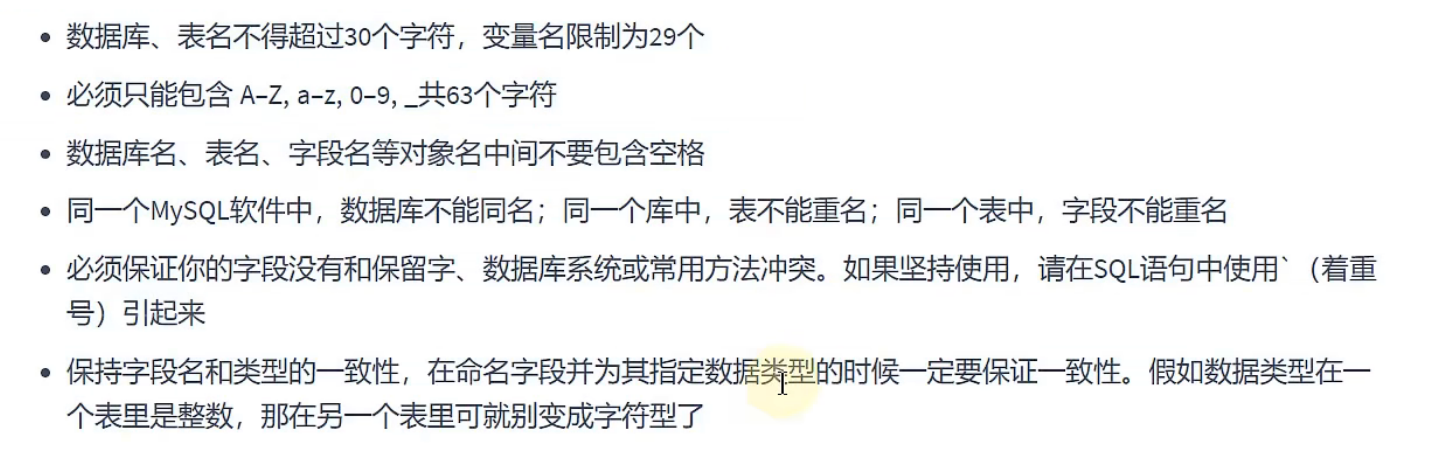 • 数据库、表名不得超过30个字符，变量名限制为29个
• 必须只能包含 A–Z, a–z, 0–9, _共63个字符
• 数据库名、表名、字段名等对象名中间不要包含空格
• 同一个MySQL软件中，数据库不能同名；同一个库中，表不能重名；同一个表中，字段不能重名
• 必须保证你的字段没有和保留字、数据库系统或常用方法冲突。如果坚持使用，请在SQL语句中使用`（着重
号）引起来
• 保持字段名和类型的一致性，在命名字段并为其指定数据类型的时候一定要保证一致性。假如数据类型在一
个表里是整数，那在另一个表里可就别变成字符型了